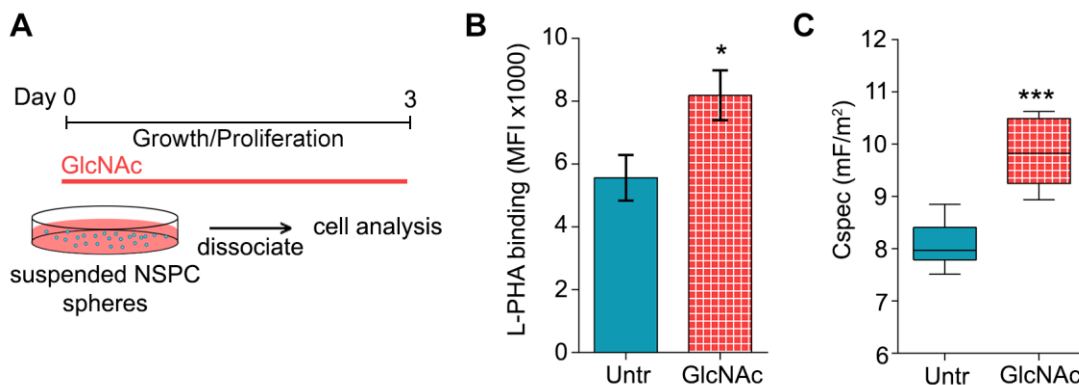 A
Day 0
3
Growth/Proliferation
GlcNAc
dissociate
cell analysis
suspended NSPC
spheres
B
L-PHA binding (MFI x1000)
10
8
6
4
2
0
*
Untr
GlcNAc
C
Cspec (mF/m²)
12
11
10
9
8
7
6
***
Untr
GlcNAc